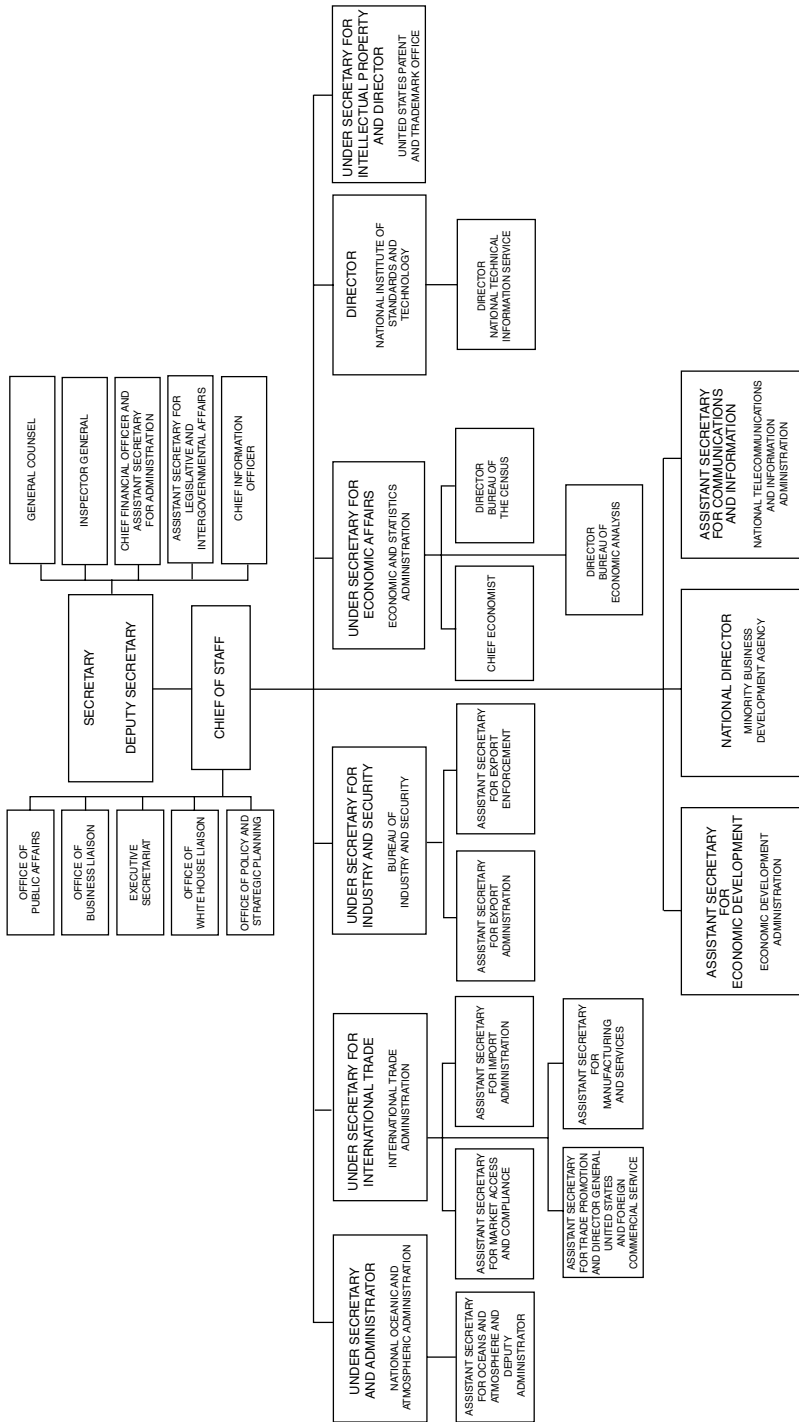 OFFICE OF
PUBLIC AFFAIRS
OFFICE OF
BUSINESS LIAISON
EXECUTIVE
SECRETARIAT
OFFICE OF
WHITE HOUSE LIAISON
OFFICE OF POLICY AND
STRATEGIC PLANNING
SECRETARY
DEPUTY SECRETARY
CHIEF OF STAFF
GENERAL COUNSEL
INSPECTOR GENERAL
CHIEF FINANCIAL OFFICER AND
ASSISTANT SECRETARY
FOR ADMINISTRATION
ASSISTANT SECRETARY FOR
LEGISLATIVE AND
INTERGOVERNMENTAL AFFAIRS
CHIEF INFORMATION
OFFICER
UNDER SECRETARY
AND ADMINISTRATOR
NATIONAL OCEANIC AND
ATMOSPHERIC ADMINISTRATION
ASSISTANT SECRETARY
FOR OCEANS AND
ATMOSPHERE AND
DEPUTY
ADMINISTRATOR
UNDER SECRETARY FOR
INTERNATIONAL TRADE
INTERNATIONAL TRADE
ADMINISTRATION
ASSISTANT SECRETARY
FOR MARKET ACCESS
AND COMPLIANCE
ASSISTANT SECRETARY
FOR IMPORT
ADMINISTRATION
ASSISTANT SECRETARY
FOR TRADE PROMOTION
AND DIRECTOR GENERAL
UNITED STATES
AND FOREIGN
COMMERCIAL SERVICE
ASSISTANT SECRETARY
FOR
MANUFACTURING
AND SERVICES
UNDER SECRETARY FOR
INDUSTRY AND SECURITY
BUREAU OF
INDUSTRY AND SECURITY
ASSISTANT SECRETARY
FOR EXPORT
ADMINISTRATION
ASSISTANT SECRETARY
FOR EXPORT
ENFORCEMENT
UNDER SECRETARY FOR
ECONOMIC AFFAIRS
ECONOMIC AND STATISTICS
ADMINISTRATION
CHIEF ECONOMIST
DIRECTOR
BUREAU OF
THE CENSUS
DIRECTOR
BUREAU OF
ECONOMIC ANALYSIS
DIRECTOR
NATIONAL INSTITUTE OF
STANDARDS AND
TECHNOLOGY
DIRECTOR
NATIONAL TECHNICAL
INFORMATION SERVICE
UNDER SECRETARY FOR
INTELLECTUAL PROPERTY
AND DIRECTOR
UNITED STATES PATENT
AND TRADEMARK OFFICE
ASSISTANT SECRETARY
FOR
ECONOMIC DEVELOPMENT
ECONOMIC DEVELOPMENT
ADMINISTRATION
NATIONAL DIRECTOR
MINORITY BUSINESS
DEVELOPMENT AGENCY
ASSISTANT SECRETARY
FOR COMMUNICATIONS
AND INFORMATION
NATIONAL TELECOMMUNICATIONS
AND INFORMATION
ADMINISTRATION